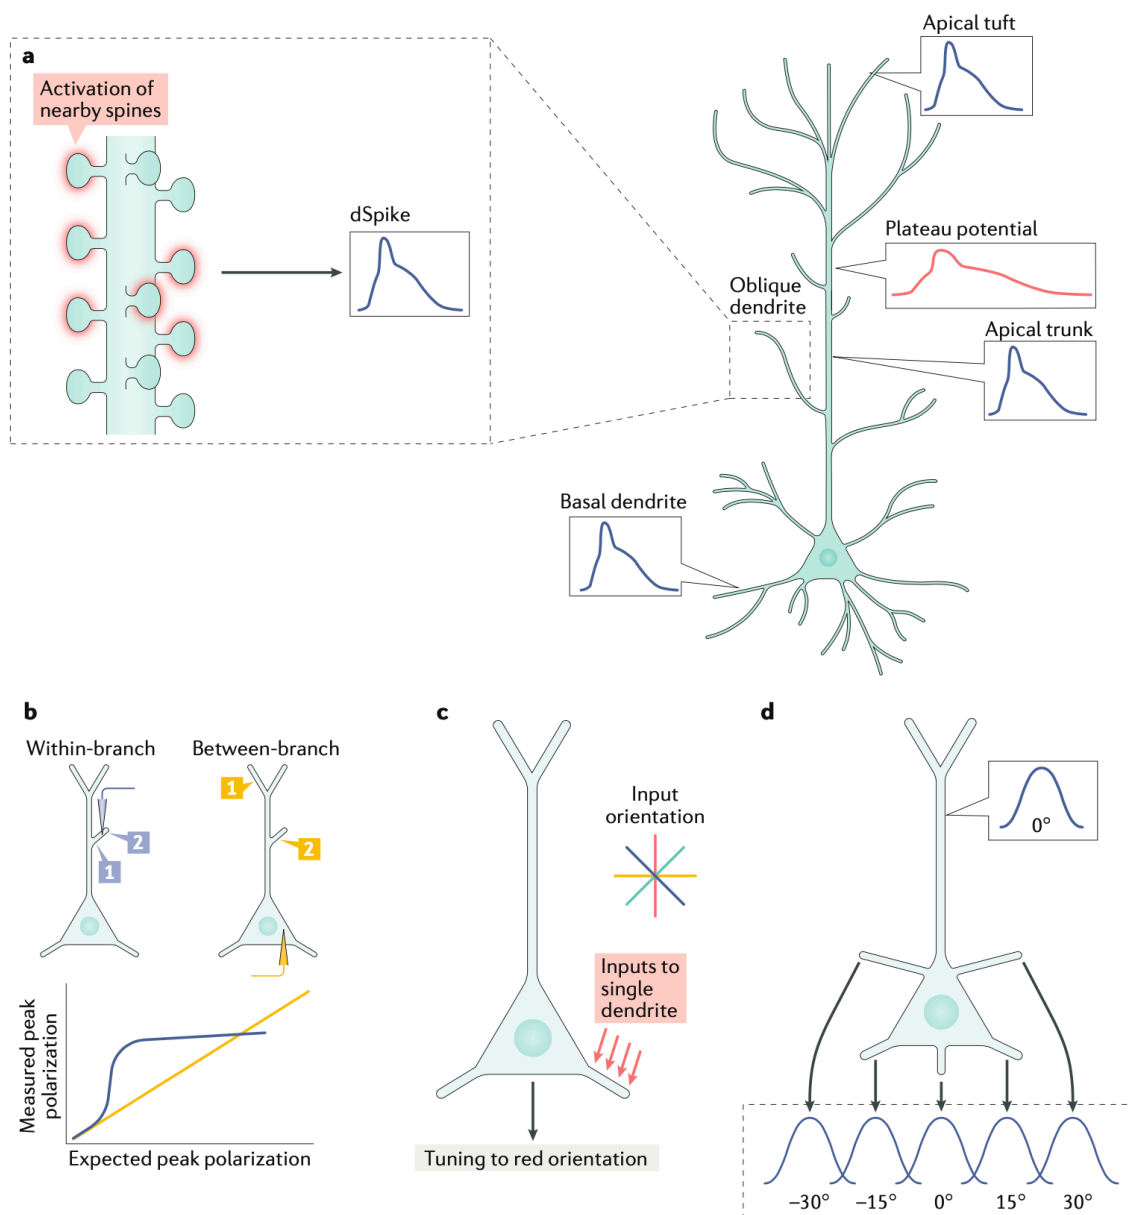 a
Activation of
nearby spines
dSpike
Apical tuft
Plateau potential
Oblique
dendrite
Apical trunk
Basal dendrite
b
Within-branch
Between-branch
1
2
2
1
Measured peak
polarization
Expected peak polarization
c
Input
orientation
Inputs to
single
dendrite
Tuning to red orientation
d
0°
–30°
–15°
0°
15°
30°